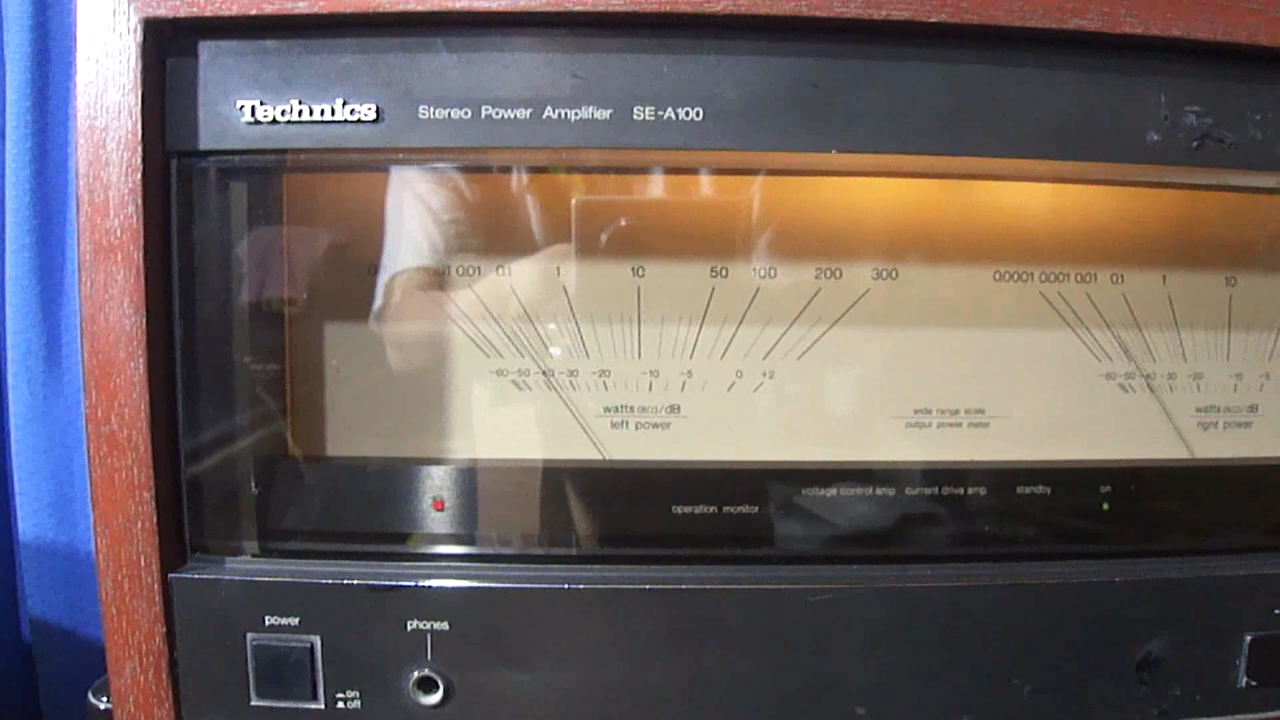 Technics Stereo Power Amplifier SE-A100
0.01 0.1 1 10 50 100 200 300
0.0001 0.001 0.01 0.1 1 10
-60 -50 -40 -30 -20 -10 -5 0 +2
-60 -50 -40 -30 -20 -10 -5
watts (8Ω)/dB
left power
wide range scale
output power meter
watts (8Ω)/dB
right power
voltage control amp current drive amp standby on
operation monitor
power
on
off
phones